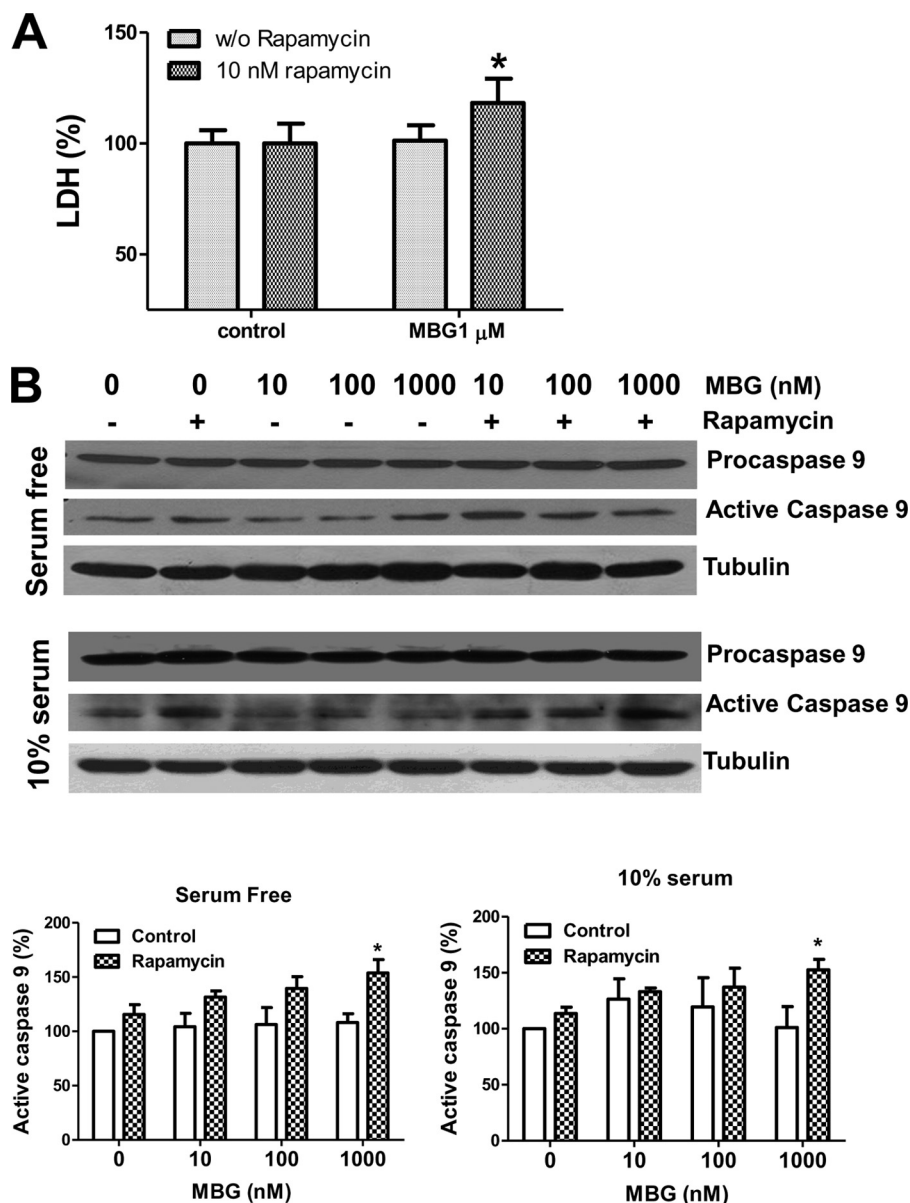 A
150
w/o Rapamycin
10 nM rapamycin
*
100
LDH (%)
50
control
MBG1 μM
B
0 0 10 100 1000 10 100 1000 MBG (nM)
- + - - - + + + Rapamycin
Serum free
Procaspase 9
Active Caspase 9
Tubulin
10% serum
Procaspase 9
Active Caspase 9
Tubulin
Serum Free
Active caspase 9 (%)
200
150
100
50
0
Control
Rapamycin
*
0 10 100 1000
MBG (nM)
10% serum
Active caspase 9 (%)
200
150
100
50
0
Control
Rapamycin
*
0 10 100 1000
MBG (nM)